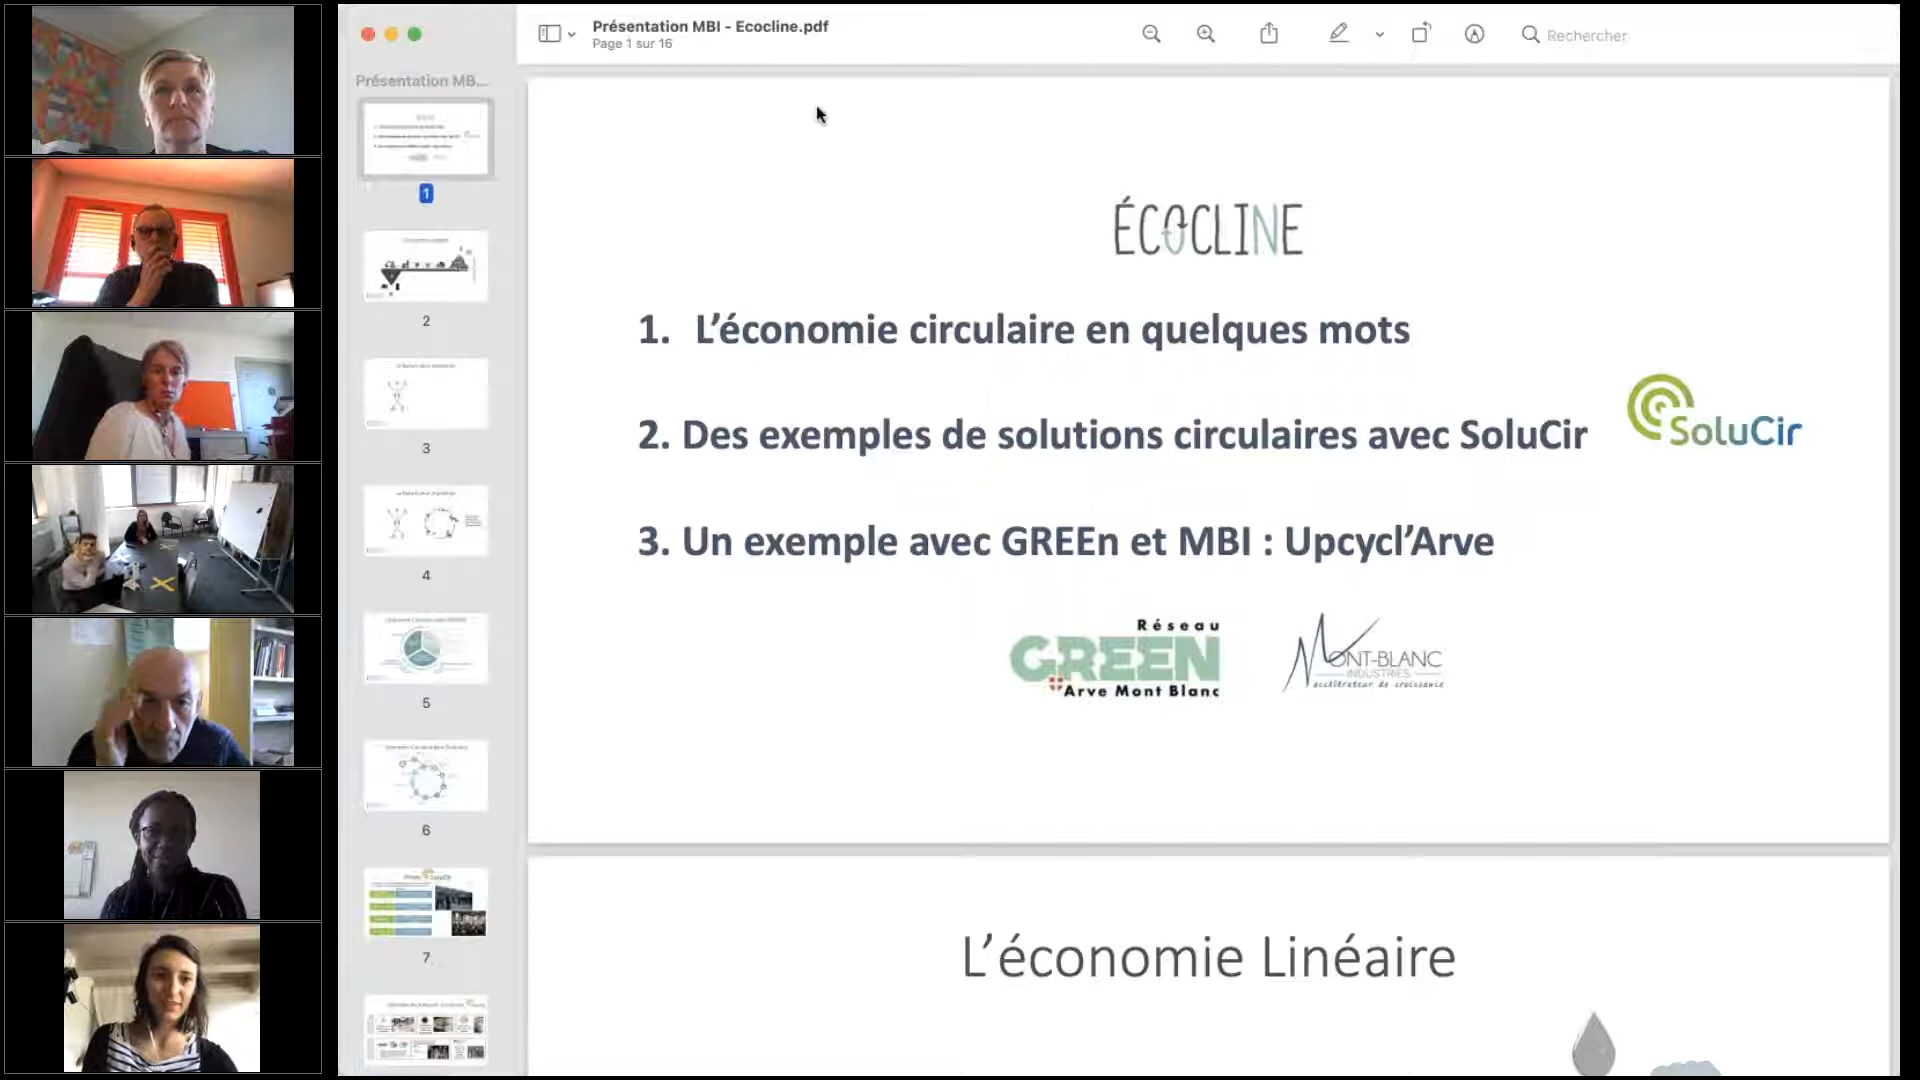 Présentation MBI - Ecocline.pdf
Page 1 sur 16
Rechercher
Présentation MB...
1
2
3
4
5
6
7
ÉCOCLINE
1. L’économie circulaire en quelques mots
2. Des exemples de solutions circulaires avec SoluCir
SoluCir
3. Un exemple avec GREEn et MBI : Upcycl’Arve
Réseau
GREEN
Arve Mont Blanc
MONT-BLANC
INDUSTRIES
accélérateur de croissance
L’économie Linéaire